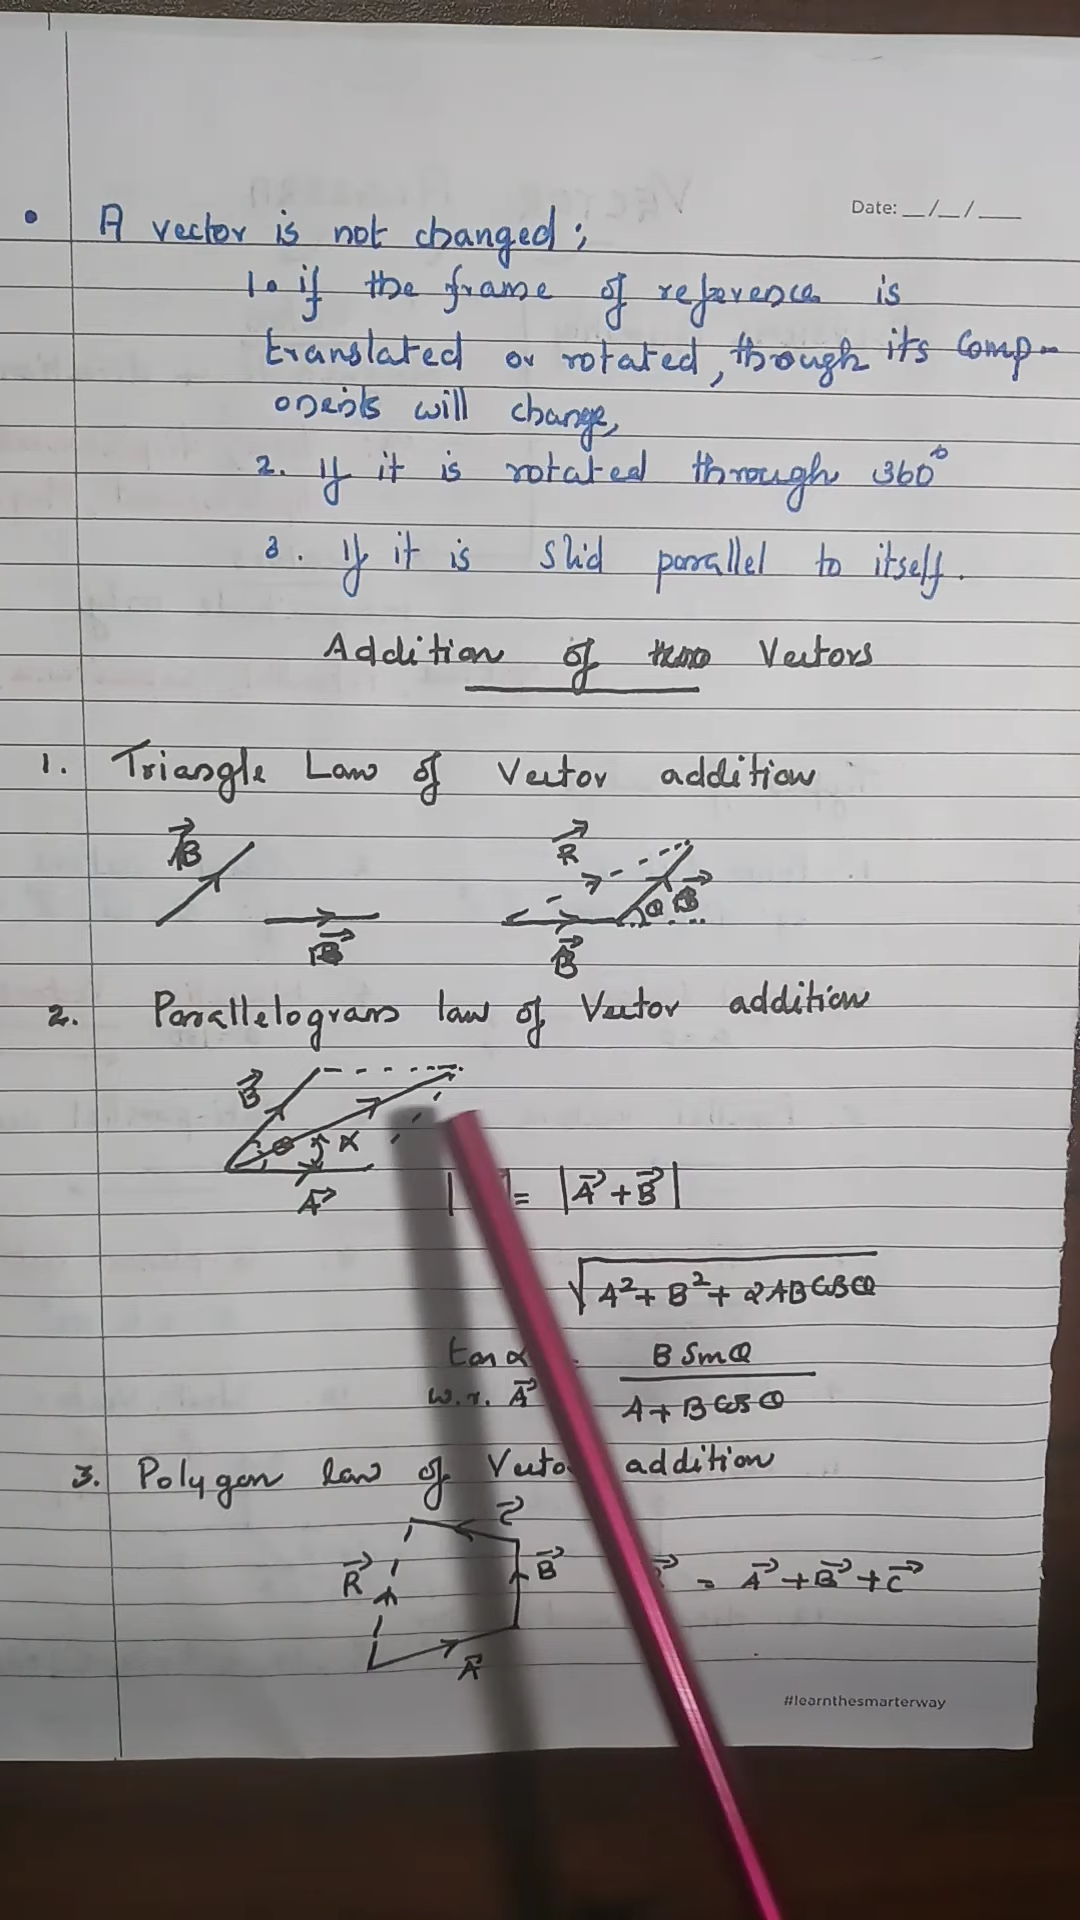 Date: __/__/___
• A vector is not changed;
1. if the frame of reference is
translated or rotated, though its comp-
onents will change,
2. if it is rotated through 360°
3. If it is slid parallel to itself.
Addition of two Vectors
1. Triangle Law of Vector addition
B⃗
R⃗
θ
2. Parallelogram law of Vector addition
B⃗
θ α
A⃗
| = |A⃗ + B⃗|
√(A² + B² + 2AB cos θ)
tan α B Sin θ / A + B cos θ
w.r. A⃗
3. Polygon law of Vecto addition
C⃗
R⃗ B⃗ = A⃗ + B⃗ + C⃗
A⃗
#learnthesmarterway